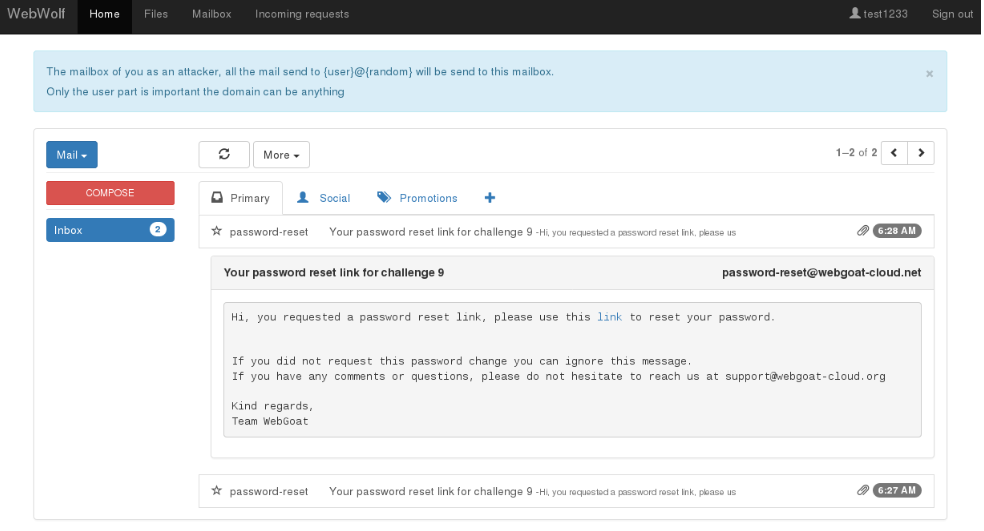 WebWolf Home Files Mailbox Incoming requests test1233 Sign out
The mailbox of you as an attacker, all the mail send to {user}@{random} will be send to this mailbox. ×
Only the user part is important the domain can be anything
Mail More 1–2 of 2
COMPOSE Primary Social Promotions
Inbox 2
password-reset Your password reset link for challenge 9 -Hi, you requested a password reset link, please us 6:28 AM
Your password reset link for challenge 9 password-reset@webgoat-cloud.net
Hi, you requested a password reset link, please use this link to reset your password.
If you did not request this password change you can ignore this message.
If you have any comments or questions, please do not hesitate to reach us at support@webgoat-cloud.org
Kind regards,
Team WebGoat
password-reset Your password reset link for challenge 9 -Hi, you requested a password reset link, please us 6:27 AM